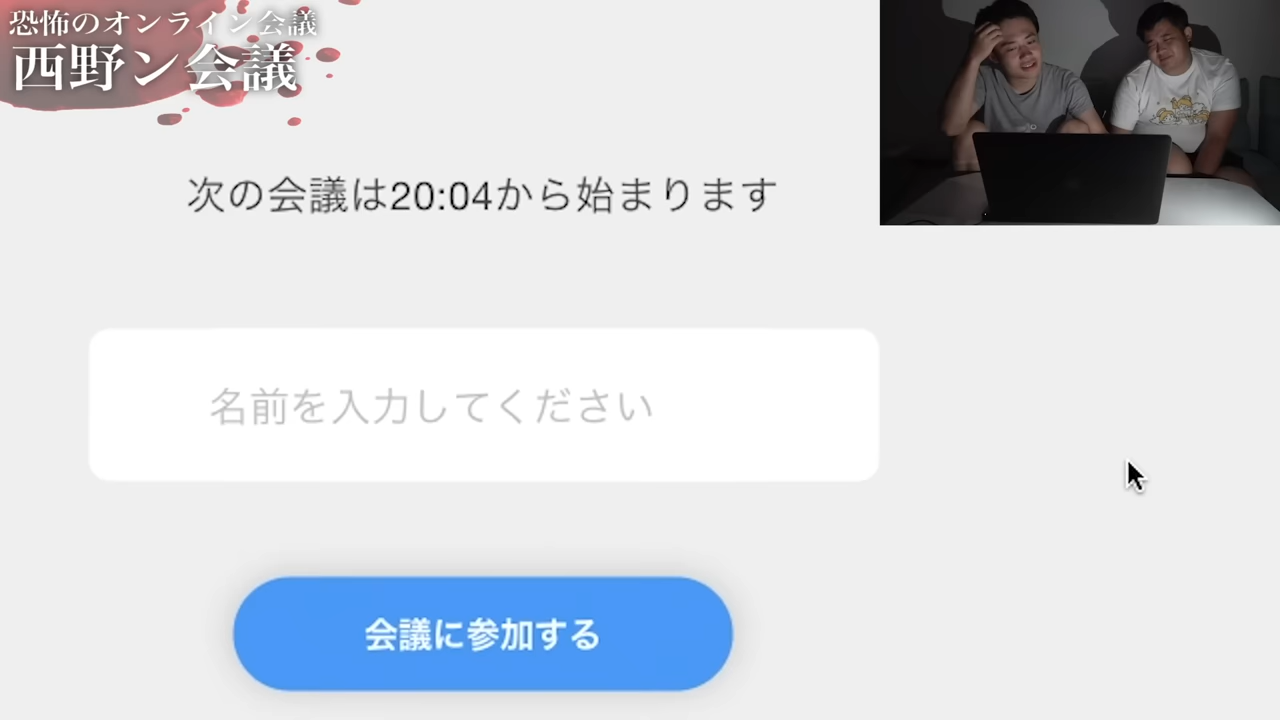 恐怖のオンライン会議
西野ン会議
次の会議は20:04から始まります
名前を入力してください
会議に参加する